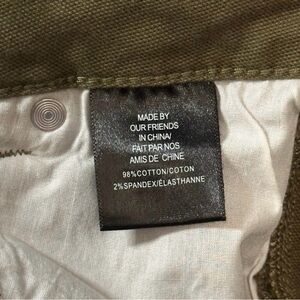 MADE BY
OUR FRIENDS
IN CHINA/
FAIT PAR NOS
AMIS DE CHINE
98%COTTON/COTON
2%SPANDEX/ÉLASTHANNE